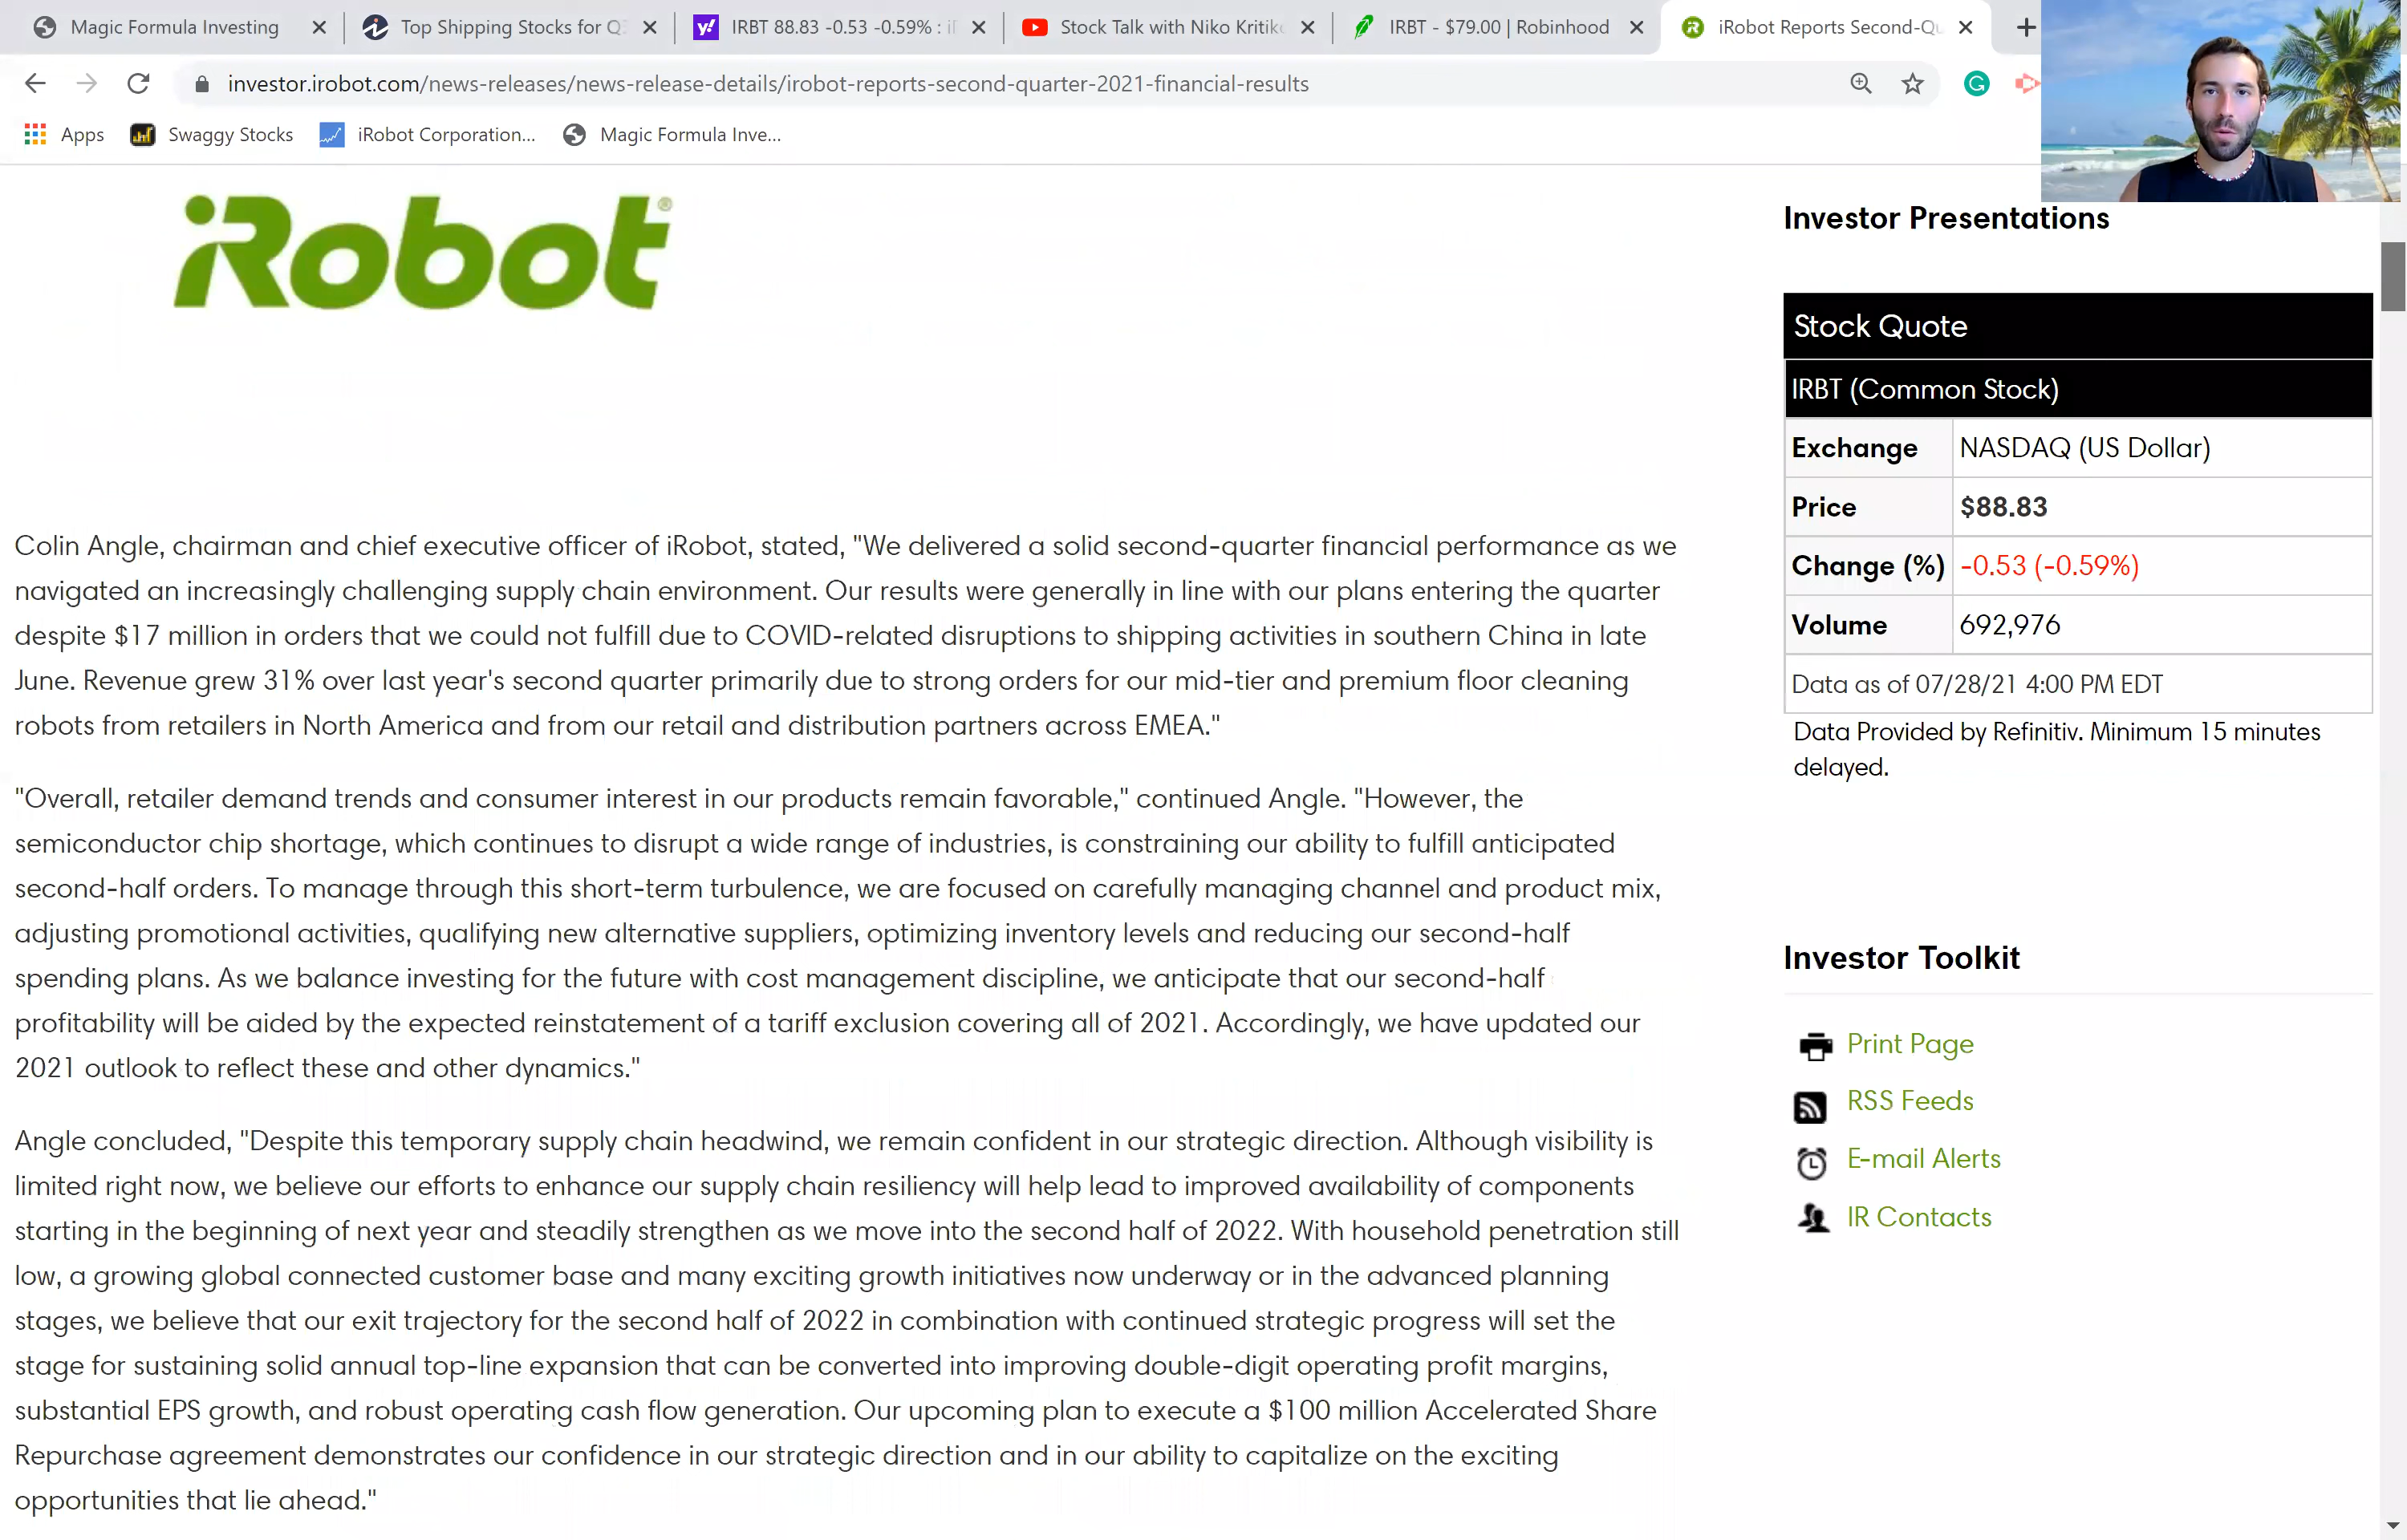 Magic Formula Investing
Top Shipping Stocks for Q
IRBT 88.83 -0.53 -0.59% : i
Stock Talk with Niko Kritik
IRBT - $79.00 | Robinhood
iRobot Reports Second-Qu
investor.irobot.com/news-releases/news-release-details/irobot-reports-second-quarter-2021-financial-results
Apps
Swaggy Stocks
iRobot Corporation...
Magic Formula Inve...
iRobot®
Colin Angle, chairman and chief executive officer of iRobot, stated, "We delivered a solid second-quarter financial performance as we
navigated an increasingly challenging supply chain environment. Our results were generally in line with our plans entering the quarter
despite $17 million in orders that we could not fulfill due to COVID-related disruptions to shipping activities in southern China in late
June. Revenue grew 31% over last year's second quarter primarily due to strong orders for our mid-tier and premium floor cleaning
robots from retailers in North America and from our retail and distribution partners across EMEA."
"Overall, retailer demand trends and consumer interest in our products remain favorable," continued Angle. "However, the
semiconductor chip shortage, which continues to disrupt a wide range of industries, is constraining our ability to fulfill anticipated
second-half orders. To manage through this short-term turbulence, we are focused on carefully managing channel and product mix,
adjusting promotional activities, qualifying new alternative suppliers, optimizing inventory levels and reducing our second-half
spending plans. As we balance investing for the future with cost management discipline, we anticipate that our second-half
profitability will be aided by the expected reinstatement of a tariff exclusion covering all of 2021. Accordingly, we have updated our
2021 outlook to reflect these and other dynamics."
Angle concluded, "Despite this temporary supply chain headwind, we remain confident in our strategic direction. Although visibility is
limited right now, we believe our efforts to enhance our supply chain resiliency will help lead to improved availability of components
starting in the beginning of next year and steadily strengthen as we move into the second half of 2022. With household penetration still
low, a growing global connected customer base and many exciting growth initiatives now underway or in the advanced planning
stages, we believe that our exit trajectory for the second half of 2022 in combination with continued strategic progress will set the
stage for sustaining solid annual top-line expansion that can be converted into improving double-digit operating profit margins,
substantial EPS growth, and robust operating cash flow generation. Our upcoming plan to execute a $100 million Accelerated Share
Repurchase agreement demonstrates our confidence in our strategic direction and in our ability to capitalize on the exciting
opportunities that lie ahead."
Investor Presentations
Stock Quote
IRBT (Common Stock)
Exchange NASDAQ (US Dollar)
Price $88.83
Change (%) -0.53 (-0.59%)
Volume 692,976
Data as of 07/28/21 4:00 PM EDT
Data Provided by Refinitiv. Minimum 15 minutes
delayed.
Investor Toolkit
Print Page
RSS Feeds
E-mail Alerts
IR Contacts